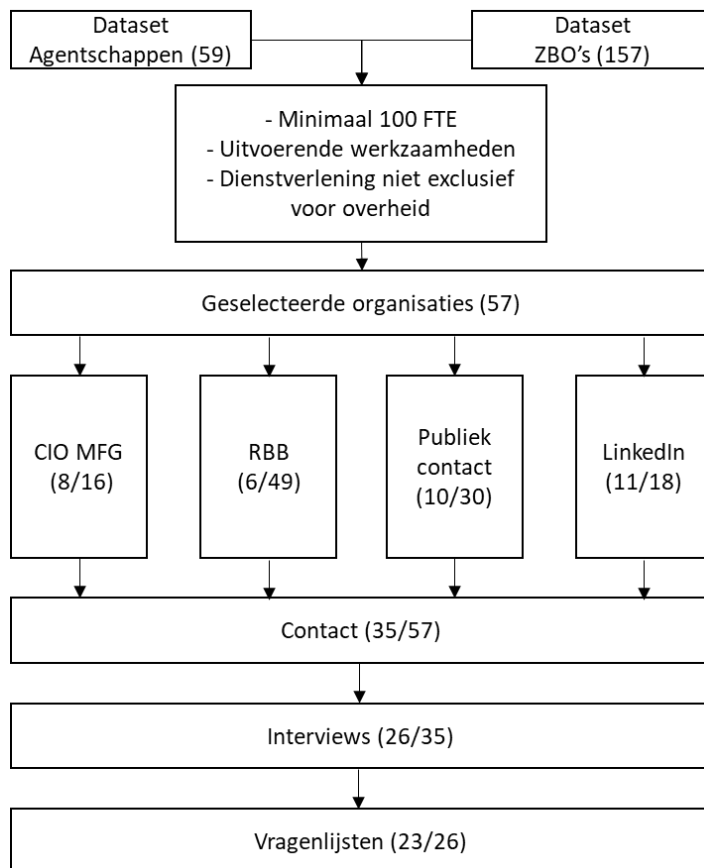 Dataset
Agentschappen (59)
Dataset
ZBO’s (157)
- Minimaal 100 FTE
- Uitvoerende werkzaamheden
- Dienstverlening niet exclusief
voor overheid
Geselecteerde organisaties (57)
CIO MFG
(8/16)
RBB
(6/49)
Publiek
contact
(10/30)
LinkedIn
(11/18)
Contact (35/57)
Interviews (26/35)
Vragenlijsten (23/26)